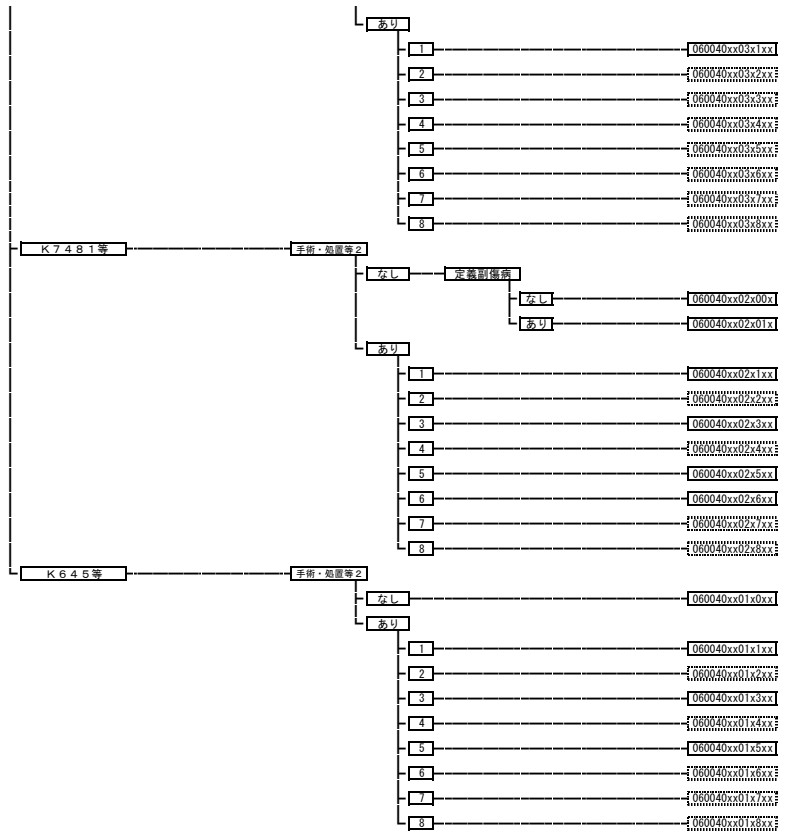 あり
1 060040xx03x1xx
2 060040xx03x2xx
3 060040xx03x3xx
4 060040xx03x4xx
5 060040xx03x5xx
6 060040xx03x6xx
7 060040xx03x7xx
8 060040xx03x8xx
K7481等 手術・処置等2
なし 定義副傷病
なし 060040xx02x00x
あり 060040xx02x01x
あり
1 060040xx02x1xx
2 060040xx02x2xx
3 060040xx02x3xx
4 060040xx02x4xx
5 060040xx02x5xx
6 060040xx02x6xx
7 060040xx02x7xx
8 060040xx02x8xx
K645等 手術・処置等2
なし 060040xx01x0xx
あり
1 060040xx01x1xx
2 060040xx01x2xx
3 060040xx01x3xx
4 060040xx01x4xx
5 060040xx01x5xx
6 060040xx01x6xx
7 060040xx01x7xx
8 060040xx01x8xx